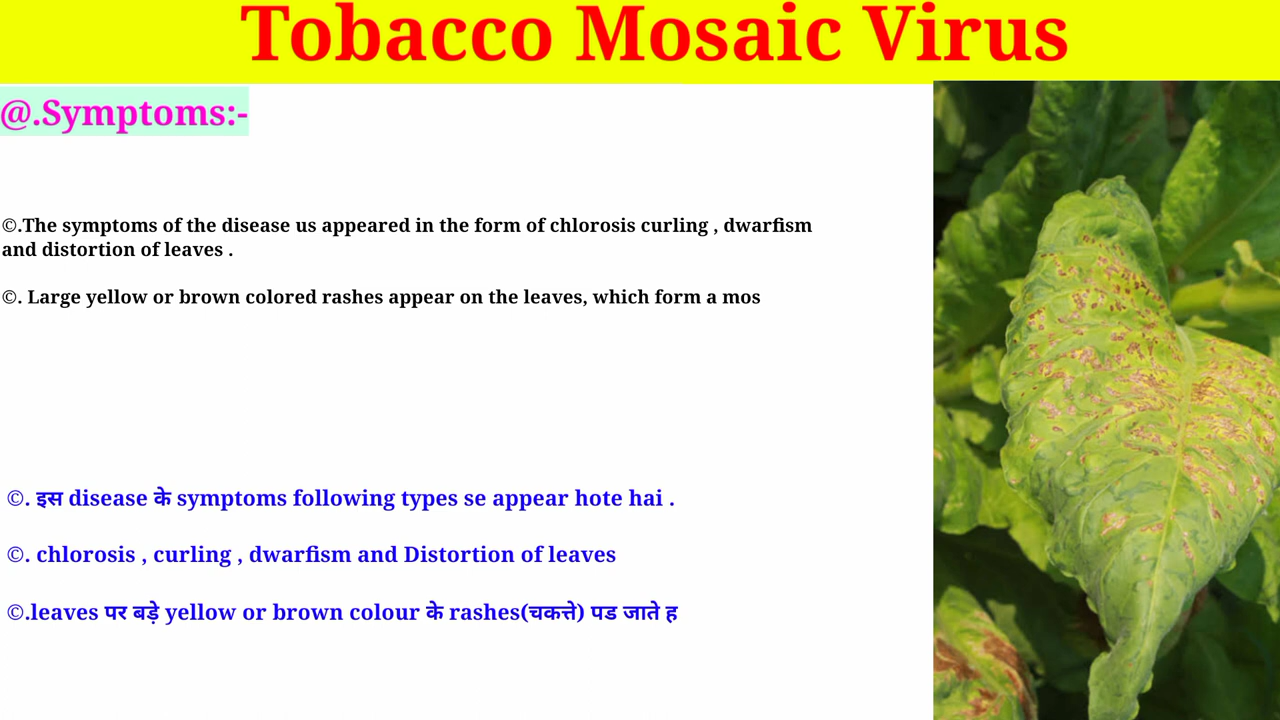 Tobacco Mosaic Virus
@.Symptoms:-
©.The symptoms of the disease us appeared in the form of chlorosis curling , dwarfism
and distortion of leaves .
©. Large yellow or brown colored rashes appear on the leaves, which form a mos
©. इस disease के symptoms following types se appear hote hai .
©. chlorosis , curling , dwarfism and Distortion of leaves
©.leaves पर बड़े yellow or brown colour के rashes(चकत्ते) पड जाते ह